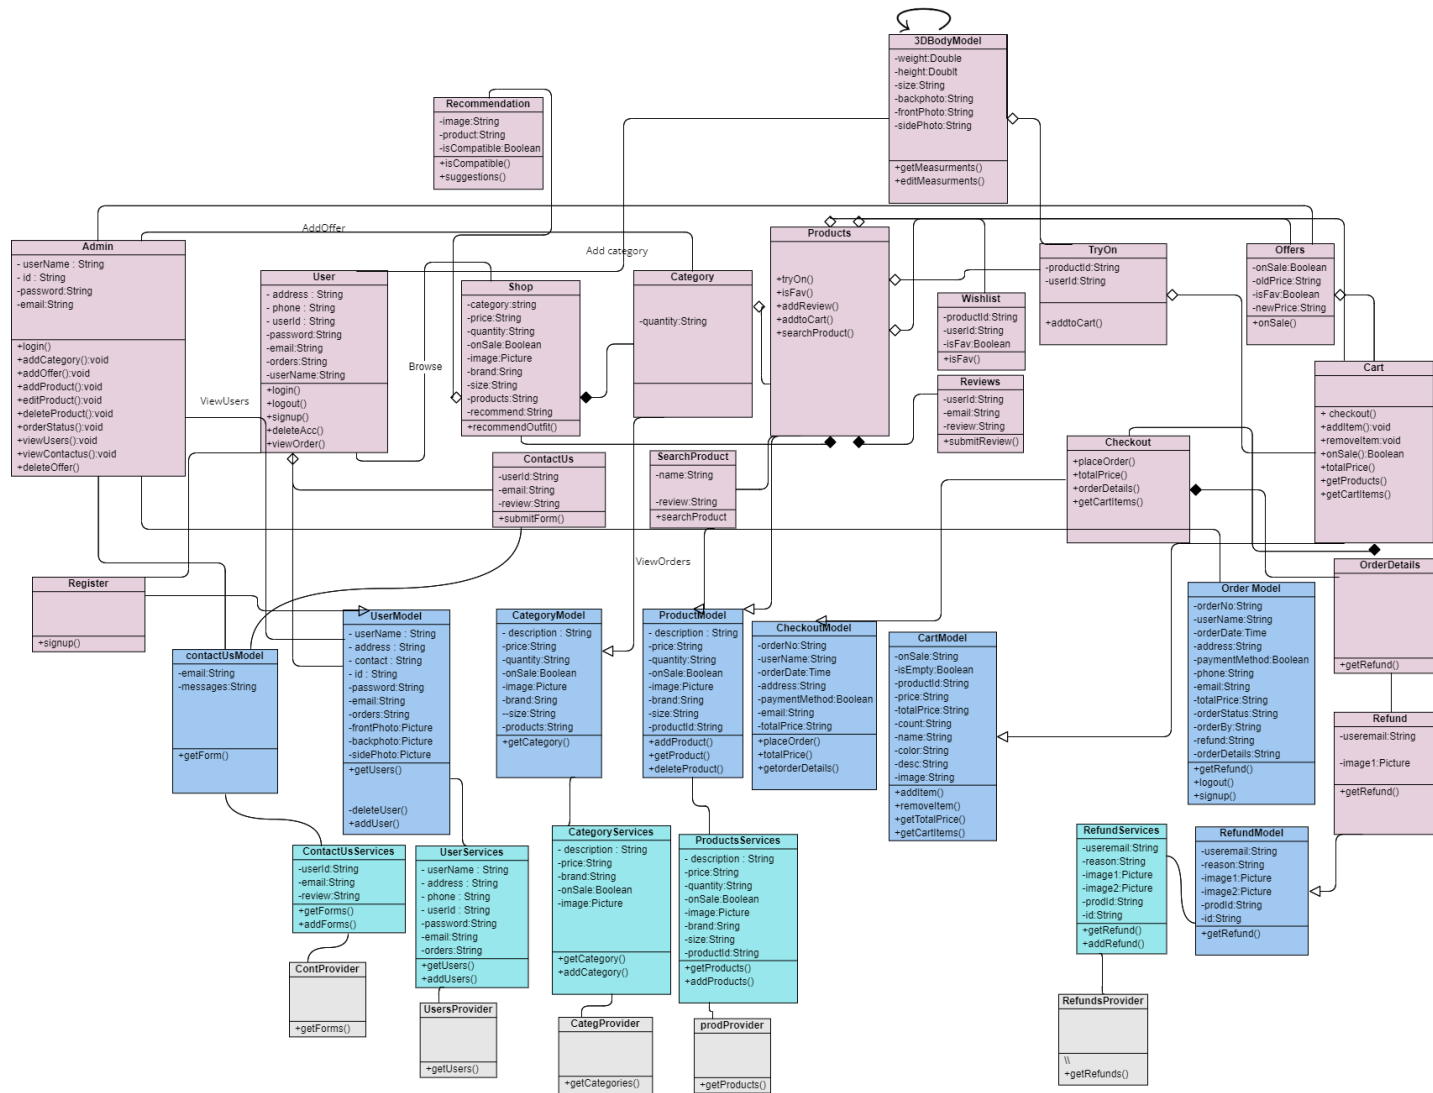 3DBodyModel
-weight:Double
-height:Doublt
-size:String
-backphoto:String
-frontPhoto:String
-sidePhoto:String
+getMeasurments()
+editMeasurments()
Recommendation
-image:String
-product:String
-isCompatible:Boolean
+isCompatible()
+suggestions()
AddOffer
Add category
Browse
ViewUsers
ViewOrders
Admin
- userName : String
- id : String
-password:String
-email:String
+login()
+addCategory():void
+addOffer():void
+addProduct():void
+editProduct():void
+deleteProduct():void
+orderStatus():void
+viewUsers():void
+viewContactus():void
+deleteOffer()
User
- address : String
- phone : String
- userId : String
-password:String
-email:String
-orders:String
-userName:String
+login()
+logout()
+signup()
+deleteAcc()
+viewOrder()
Shop
-category:string
-price:String
-quantity:String
-onSale:Boolean
-image:Picture
-brand:String
-size:String
-products:String
-recommend:String
+recommendOutfit()
Category
-quantity:String
Products
+tryOn()
+isFav()
+addReview()
+addtoCart()
+searchProduct()
Wishlist
-productId:String
-userId:String
-isFav:Boolean
+isFav()
TryOn
-productId:String
-userId:String
+addtoCart()
Offers
-onSale:Boolean
-oldPrice:String
-isFav:Boolean
-newPrice:String
+onSale()
Cart
+ checkout()
+addItem():void
+removeItem:void
+onSale():Boolean
+totalPrice()
+getProducts()
+getCartItems()
Reviews
-userId:String
-email:String
-review:String
+submitReview()
ContactUs
-userId:String
-email:String
-review:String
+submitForm()
SearchProduct
-name:String
-review:String
+searchProduct
Checkout
+placeOrder()
+totalPrice()
+orderDetails()
+getCartItems()
Register
+signup()
OrderDetails
+getRefund()
Refund
-useremail:String
-image1:Picture
+getRefund()
contactUsModel
-email:String
-messages:String
+getForm()
UserModel
- userName : String
- address : String
- contact : String
- id : String
-password:String
-email:String
-orders:String
-frontPhoto:Picture
-backphoto:Picture
-sidePhoto:Picture
+getUsers()
-deleteUser()
+addUser()
CategoryModel
- description : String
-price:String
-quantity:String
-onSale:Boolean
-image:Picture
-brand:Sring
--size:String
-products:String
+getCategory()
ProductModel
- description : String
-price:String
-quantity:String
-onSale:Boolean
-image:Picture
-brand:String
-size:String
-productId:String
+addProduct()
+getProduct()
+deleteProduct()
CheckoutModel
-orderNo:String
-userName:String
-orderDate:Time
-address:String
-paymentMethod:Boolean
-email:String
-totalPrice:String
+placeOrder()
+totalPrice()
+getorderDetails()
CartModel
-onSale:String
-isEmpty:Boolean
-productId:String
-price:String
-totalPrice:String
-count:String
-name:String
-color:String
-desc:String
-image:String
+addItem()
+removeItem()
+getTotalPrice()
+getCartItems()
Order Model
-orderNo:String
-userName:String
-orderDate:Time
-address:String
-paymentMethod:Boolean
-phone:String
-email:String
-totalPrice:String
-orderStatus:String
-orderBy:String
-refund:String
-orderDetails:String
+getRefund()
+logout()
+signup()
ContactUsServices
-userId:String
-email:String
-review:String
+getForms()
+addForms()
UserServices
- userName : String
- address : String
- phone : String
- userId : String
-password:String
-email:String
-orders:String
+getUsers()
+addUsers()
CategoryServices
- description : String
-price:String
-brand:String
-onSale:Boolean
-image:Picture
+getCategory()
+addCategory()
ProductsServices
- description : String
-price:String
-quantity:String
-onSale:Boolean
-image:Picture
-brand:Sring
-size:String
-productId:String
+getProducts()
+addProducts()
RefundServices
-useremail:String
-reason:String
-image1:Picture
-image2:Picture
-prodId:String
-id:String
+getRefund()
+addRefund()
RefundModel
-useremail:String
-reason:String
-image1:Picture
-image2:Picture
-prodId:String
-id:String
+getRefund()
ContProvider
+getForms()
UsersProvider
+getUsers()
CategProvider
+getCategories()
prodProvider
+getProducts()
RefundsProvider
\\
+getRefunds()